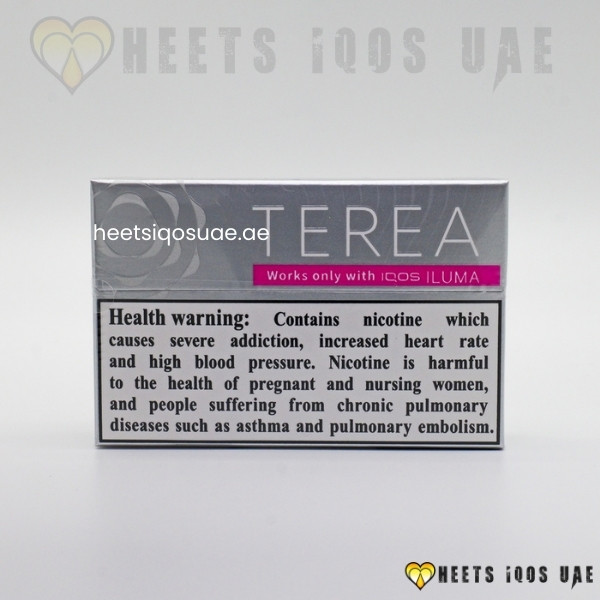 HEETS iQOS UAE
heetsiqosuae.ae
TEREA
Works only with IQOS ILUMA
Health warning: Contains nicotine which
causes severe addiction, increased heart rate
and high blood pressure. Nicotine is harmful
to the health of pregnant and nursing women,
and people suffering from chronic pulmonary
diseases such as asthma and pulmonary embolism.
HEETS iQOS UAE